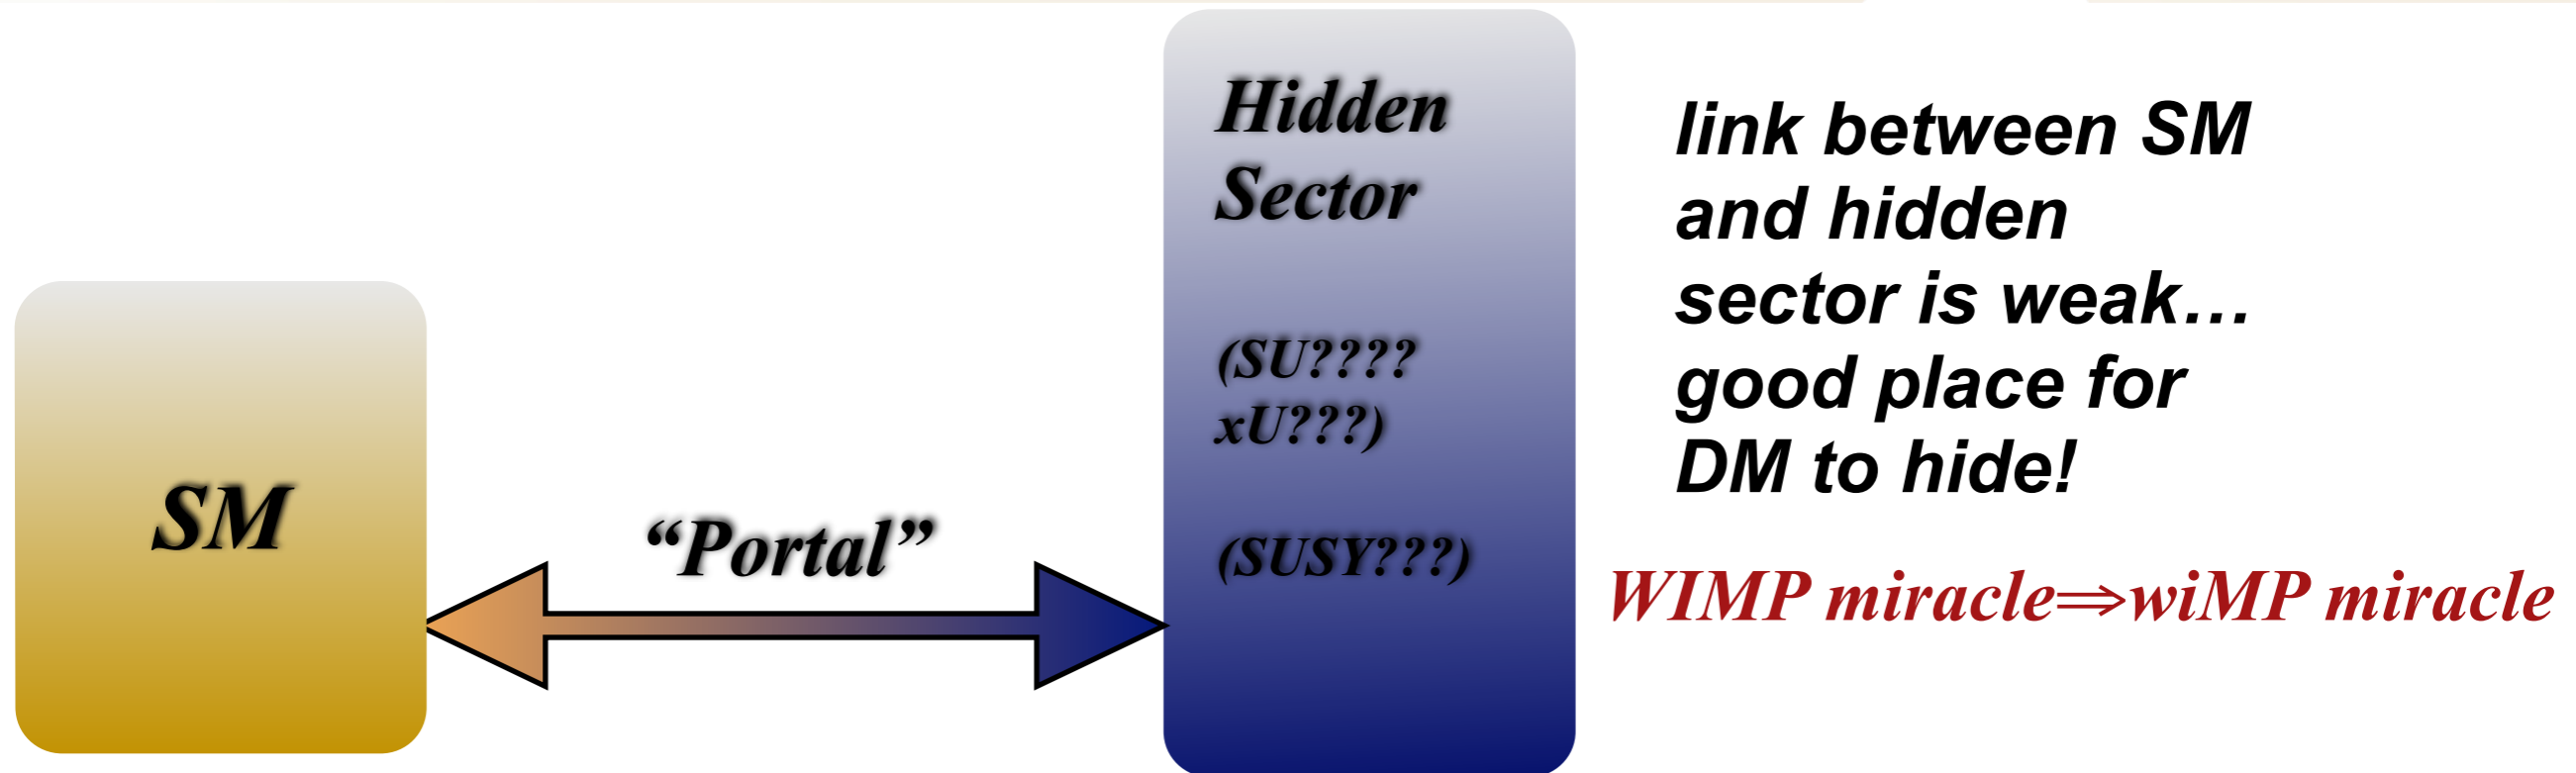 SM
“Portal”
Hidden
Sector
(SU????
xU???)
(SUSY???)
link between SM
and hidden
sector is weak…
good place for
DM to hide!
WIMP miracle⇒wiMP miracle